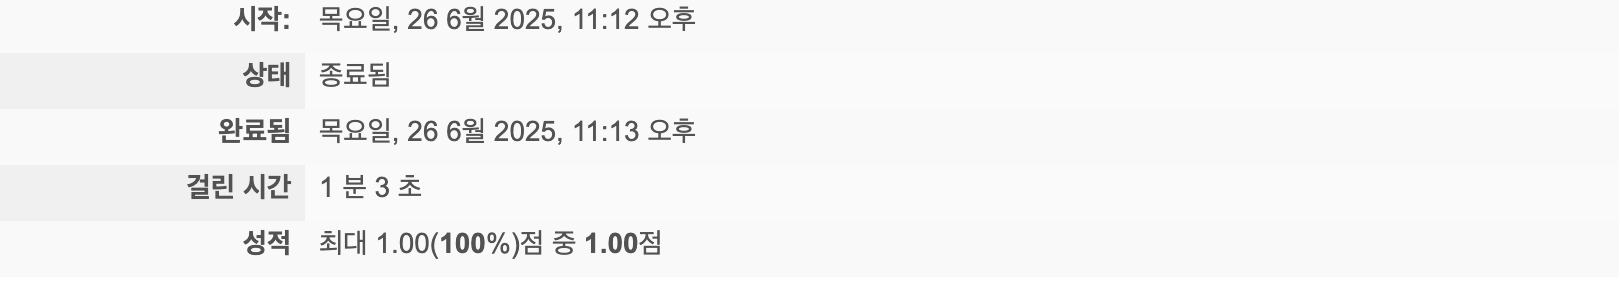 시작: 목요일, 26 6월 2025, 11:12 오후
상태 종료됨
완료됨 목요일, 26 6월 2025, 11:13 오후
걸린 시간 1 분 3 초
성적 최대 1.00(100%)점 중 1.00점